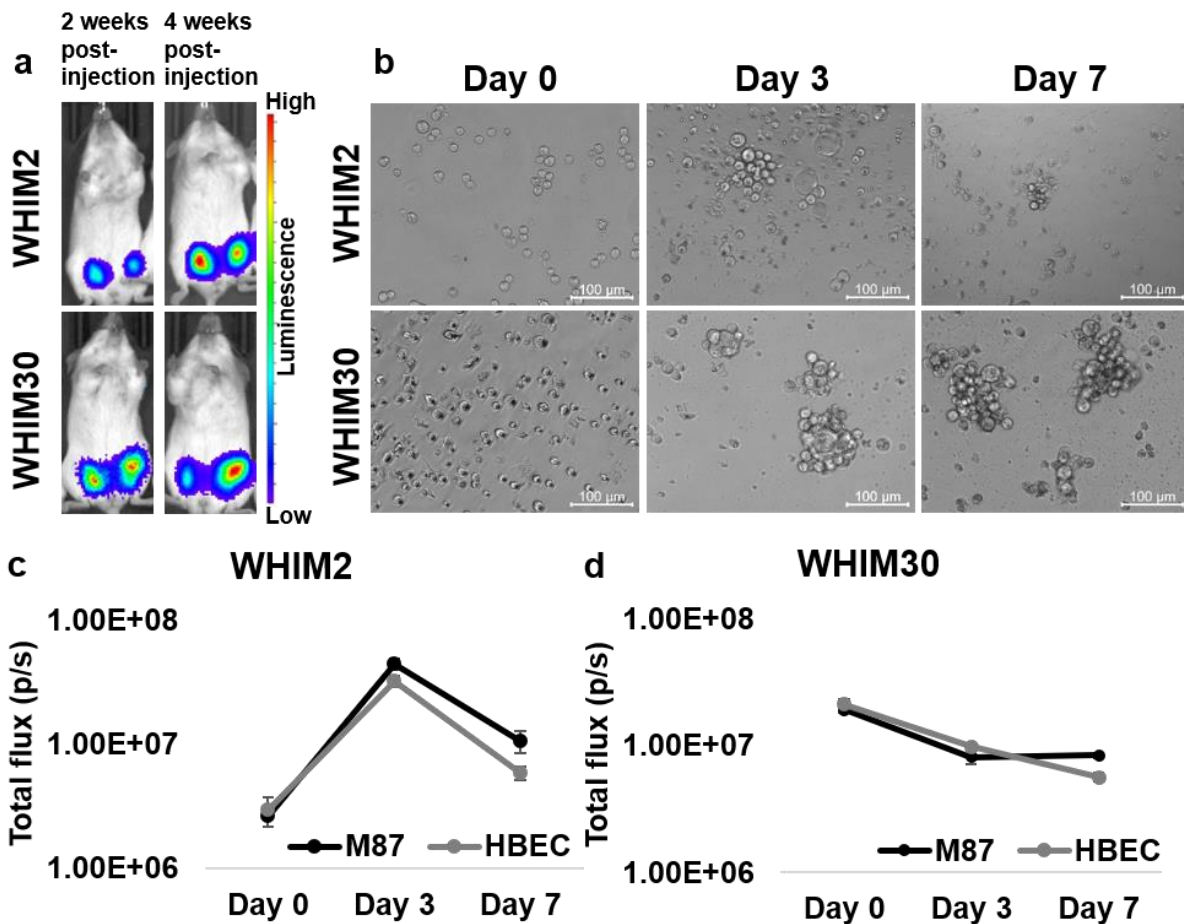 a
2 weeks
post-
injection
4 weeks
post-
injection
WHIM2
WHIM30
High
Luminescence
Low
b
Day 0
Day 3
Day 7
WHIM2
100 µm
100 µm
100 µm
WHIM30
100 µm
100 µm
100 µm
c
WHIM2
Total flux (p/s)
1.00E+08
1.00E+07
1.00E+06
M87
HBEC
Day 0
Day 3
Day 7
d
WHIM30
Total flux (p/s)
1.00E+08
1.00E+07
1.00E+06
M87
HBEC
Day 0
Day 3
Day 7